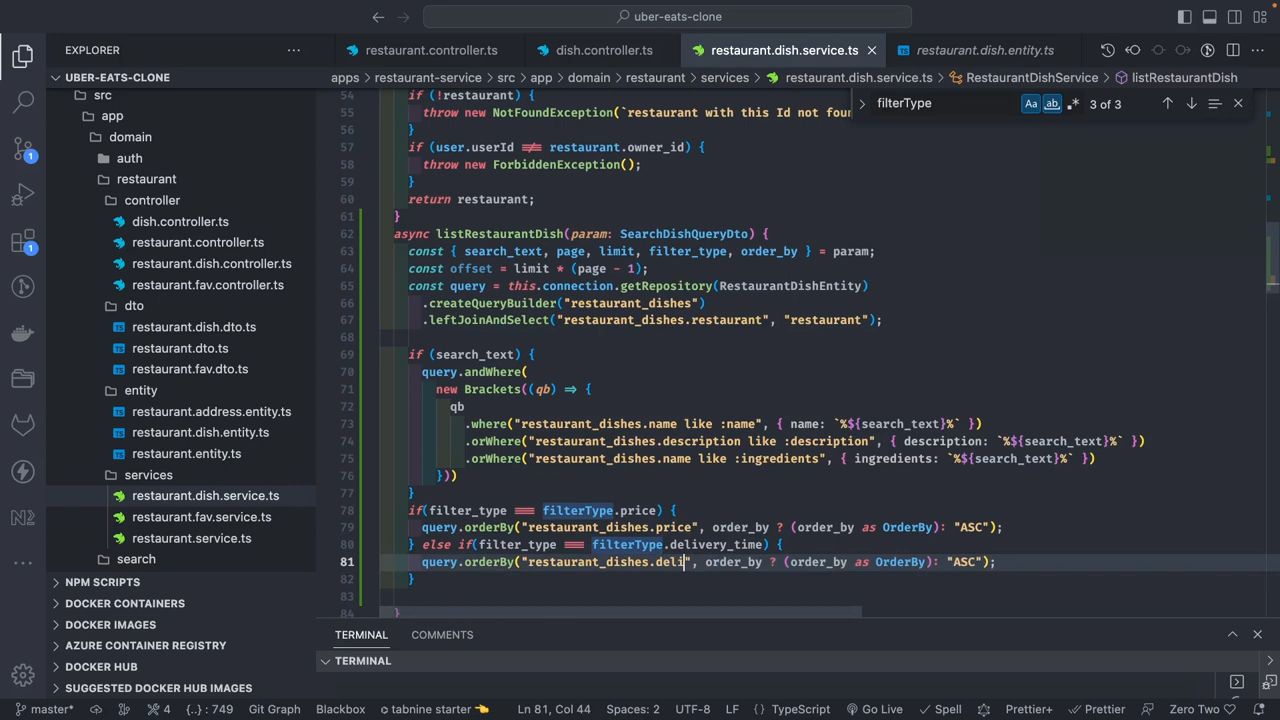 uber-eats-clone
EXPLORER
restaurant.controller.ts
dish.controller.ts
restaurant.dish.service.ts
restaurant.dish.entity.ts
UBER-EATS-CLONE
apps > restaurant-service > src > app > domain > restaurant > services > restaurant.dish.service.ts > RestaurantDishService > listRestaurantDish
filterType
Aa ab .* 3 of 3
src
app
domain
auth
restaurant
controller
dish.controller.ts
restaurant.controller.ts
restaurant.dish.controller.ts
restaurant.fav.controller.ts
dto
restaurant.dish.dto.ts
restaurant.dto.ts
restaurant.fav.dto.ts
entity
restaurant.address.entity.ts
restaurant.dish.entity.ts
restaurant.entity.ts
services
restaurant.dish.service.ts
restaurant.fav.service.ts
restaurant.service.ts
search
NPM SCRIPTS
DOCKER CONTAINERS
DOCKER IMAGES
AZURE CONTAINER REGISTRY
DOCKER HUB
SUGGESTED DOCKER HUB IMAGES
1
1
54 if (!restaurant) {
55 throw new NotFoundException(`restaurant with this Id not foun
56 }
57 if (user.userId !== restaurant.owner_id) {
58 throw new ForbiddenException();
59 }
60 return restaurant;
61 }
62 async listRestaurantDish(param: SearchDishQueryDto) {
63 const { search_text, page, limit, filter_type, order_by } = param;
64 const offset = limit * (page - 1);
65 const query = this.connection.getRepository(RestaurantDishEntity)
66 .createQueryBuilder("restaurant_dishes")
67 .leftJoinAndSelect("restaurant_dishes.restaurant", "restaurant");
68
69 if (search_text) {
70 query.andWhere(
71 new Brackets((qb) => {
72 qb
73 .where("restaurant_dishes.name like :name", { name: `%${search_text}%` })
74 .orWhere("restaurant_dishes.description like :description", { description: `%${search_text}%` })
75 .orWhere("restaurant_dishes.name like :ingredients", { ingredients: `%${search_text}%` })
76 }))
77 }
78 if(filter_type === filterType.price) {
79 query.orderBy("restaurant_dishes.price", order_by ? (order_by as OrderBy): "ASC");
80 } else if(filter_type === filterType.delivery_time) {
81 query.orderBy("restaurant_dishes.deli", order_by ? (order_by as OrderBy): "ASC");
82 }
83
84 }
TERMINAL
COMMENTS
TERMINAL
master*
4
{..} : 749
Git Graph
Blackbox
tabnine starter
Ln 81, Col 44
Spaces: 2
UTF-8
LF
{ } TypeScript
Go Live
Spell
Prettier+
Prettier
Zero Two